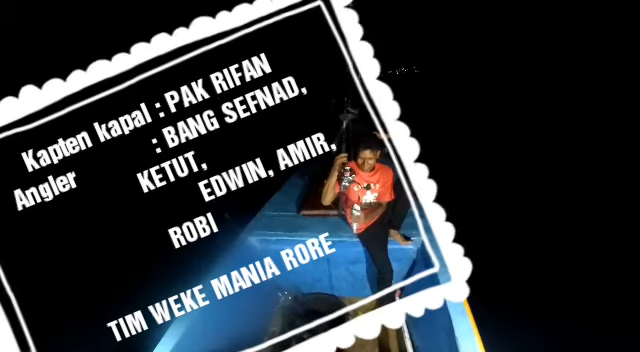 Kapten kapal : PAK RIFAN
Angler : BANG SEFNAD,
KETUT,
EDWIN, AMIR,
ROBI
TIM WEKE MANIA RORE